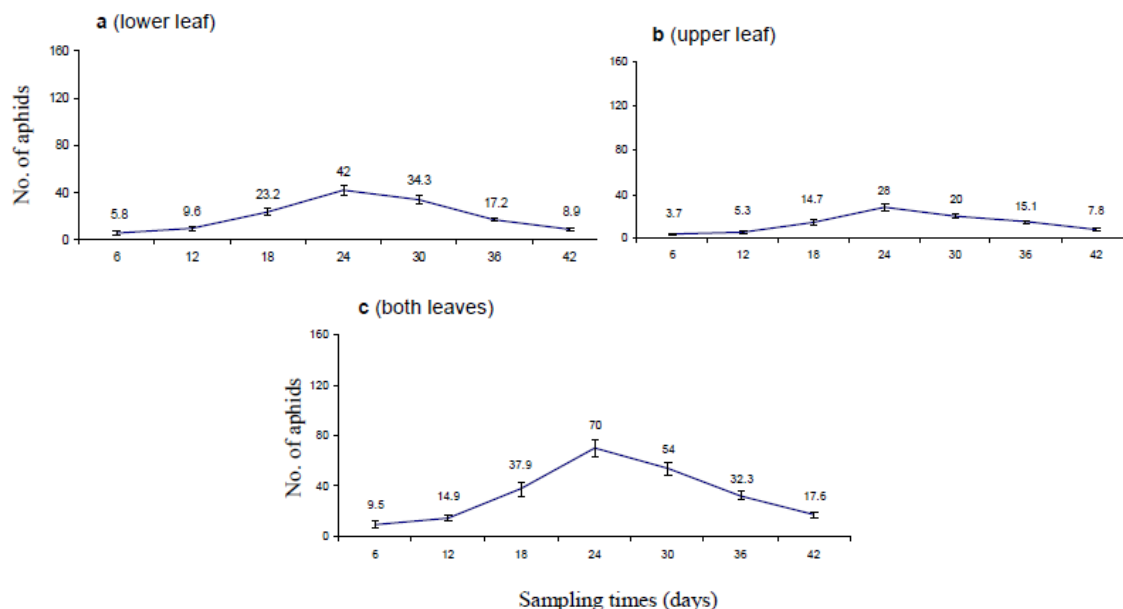 a (lower leaf)
160
120
80
40
0
No. of aphids
5.8 9.6 23.2 42 34.3 17.2 8.9
6 12 18 24 30 36 42
b (upper leaf)
160
120
80
40
0
3.7 5.3 14.7 28 20 15.1 7.8
6 12 18 24 30 36 42
c (both leaves)
160
120
80
40
0
No. of aphids
9.5 14.9 37.9 70 54 32.3 17.6
6 12 18 24 30 36 42
Sampling times (days)